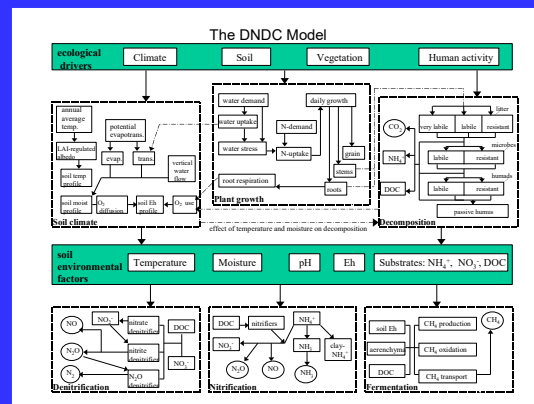 The DNDC Model
ecological
drivers
Climate
Soil
Vegetation
Human activity
annual
average
temp.
potential
evapotrans.
LAI-regulated
albedo
evap.
trans.
vertical
water
flow
soil temp
profile
soil moist
profile
O₂
diffusion
soil Eh
profile
O₂ use
Soil climate
water demand
daily growth
water uptake
N-demand
water stress
N-uptake
grain
stems
root respiration
roots
Plant growth
litter
CO₂
very labile
labile
resistant
microbes
NH₄⁺
labile
resistant
humads
DOC
labile
resistant
passive humus
Decomposition
effect of temperature and moisture on decomposition
soil
environmental
factors
Temperature
Moisture
pH
Eh
Substrates: NH₄⁺, NO₃⁻, DOC
NO
NO₃⁻
nitrate
denitrifier
DOC
N₂O
nitrite
denitrifier
NO₃⁻
N₂
N₂O
denitrifier
Denitrification
DOC
nitrifiers
NH₄⁺
NO₃⁻
NH₃
clay-
NH₄⁺
N₂O
NO
NH₃
Nitrification
soil Eh
CH₄ production
CH₄
aerenchyma
CH₄ oxidation
DOC
CH₄ transport
Fermentation